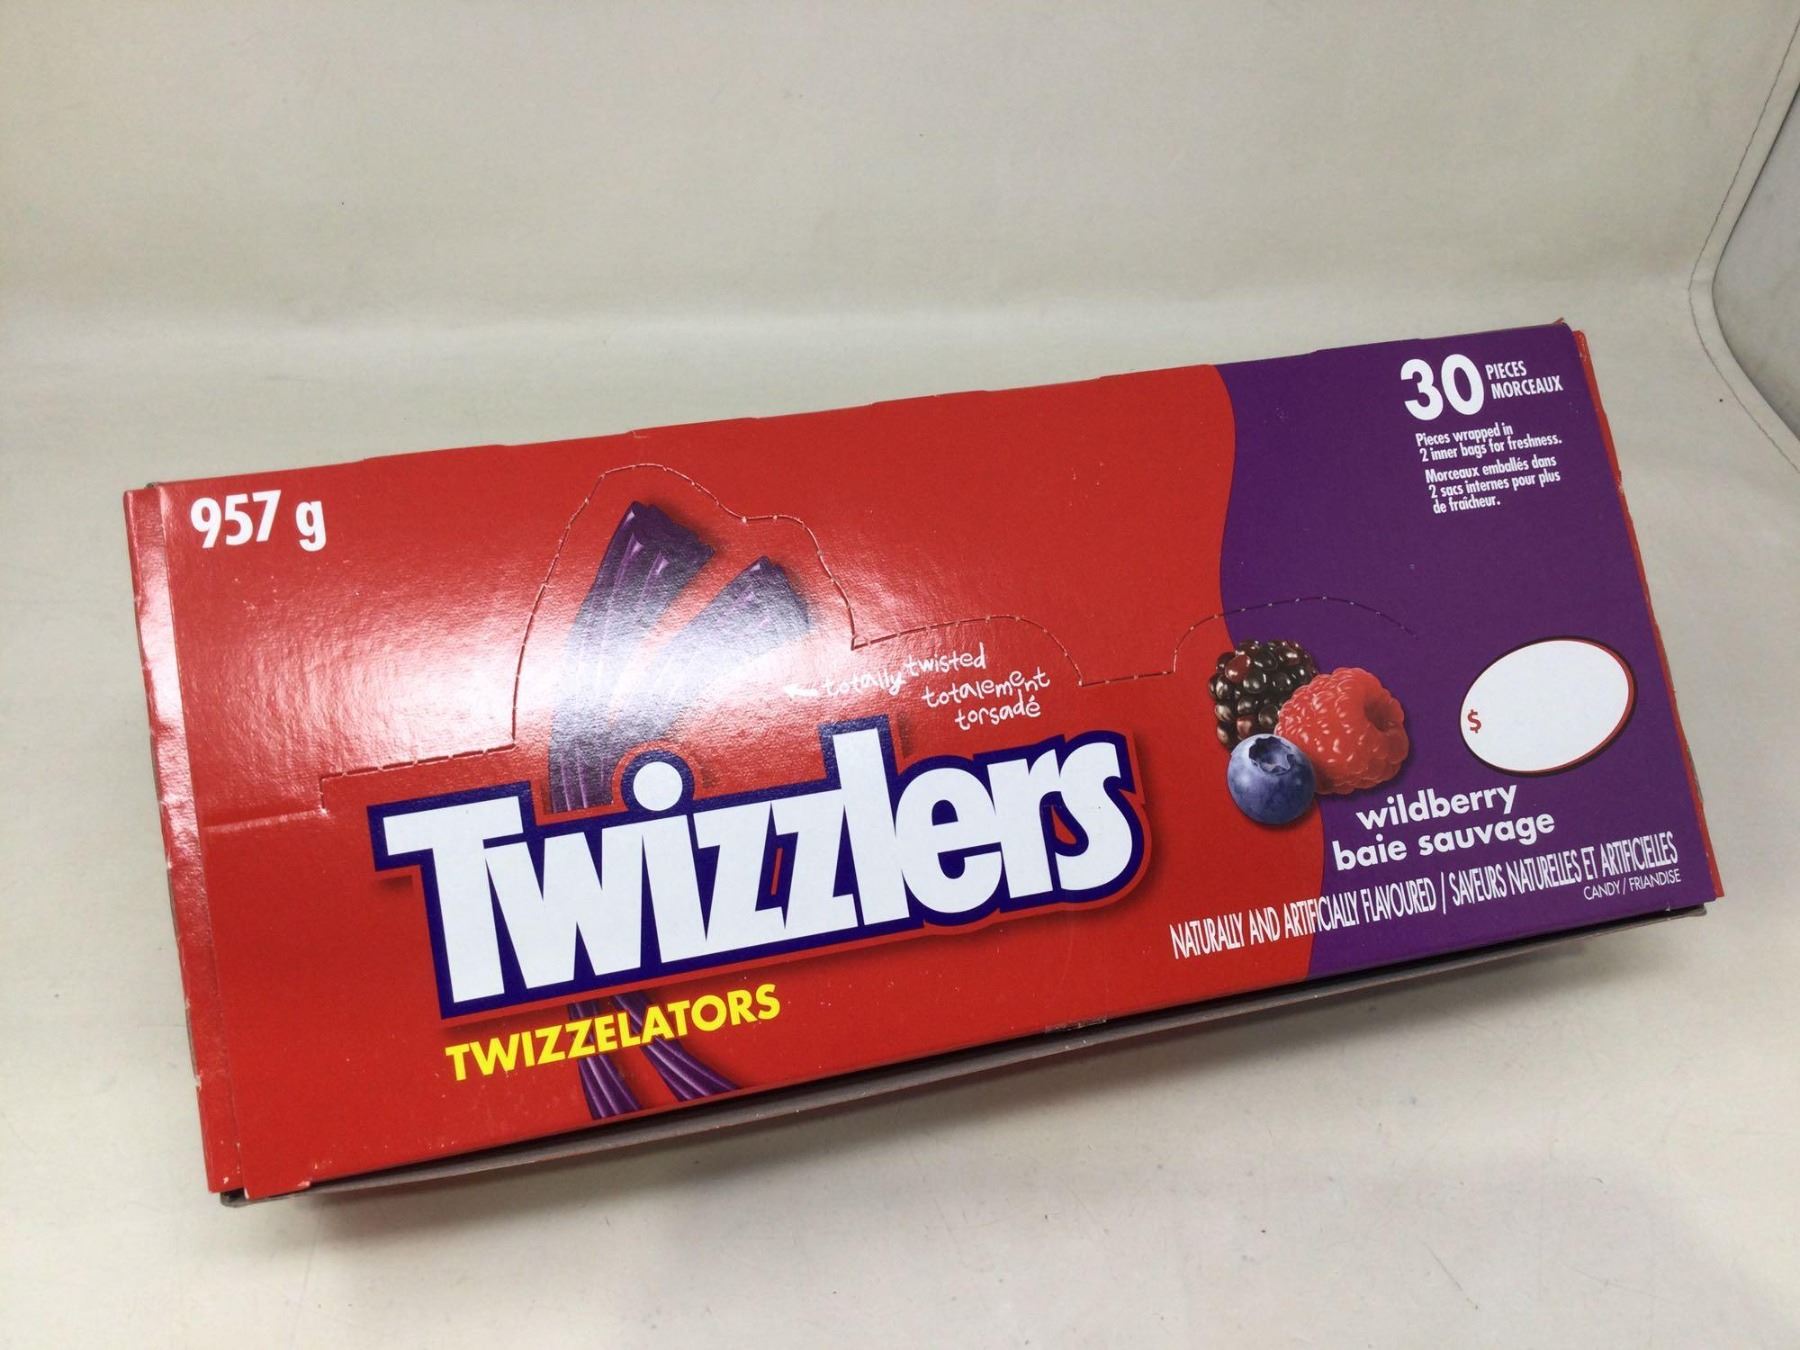 957 g
30 PIECES
MORCEAUX
Pieces wrapped in
2 inner bags for freshness.
Morceaux emballés dans
2 sacs internes pour plus
de fraîcheur.
totally twisted
totalement
torsadé
Twizzlers
TWIZZELATORS
$
wildberry
baie sauvage
NATURALLY AND ARTIFICIALLY FLAVOURED / SAVEURS NATURELLES ET ARTIFICIELLES
CANDY / FRIANDISE